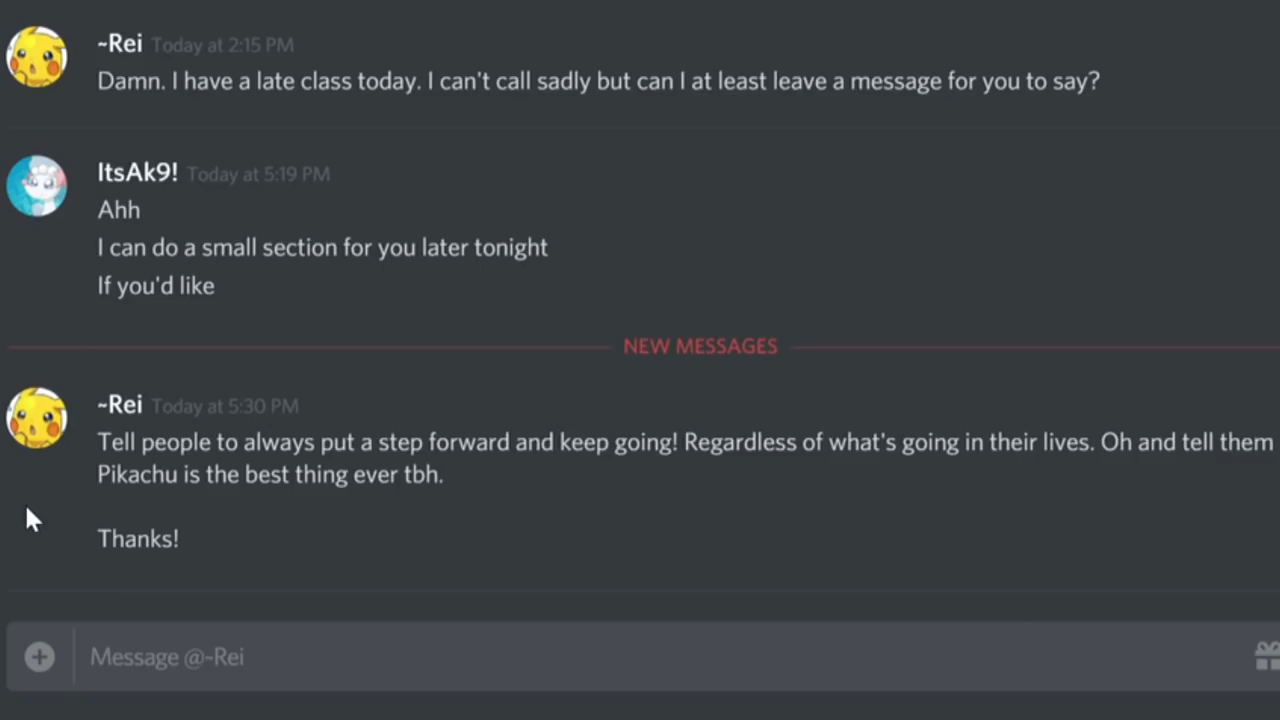 ~Rei Today at 2:15 PM
Damn. I have a late class today. I can't call sadly but can I at least leave a message for you to say?
ItsAk9! Today at 5:19 PM
Ahh
I can do a small section for you later tonight
If you'd like
NEW MESSAGES
~Rei Today at 5:30 PM
Tell people to always put a step forward and keep going! Regardless of what's going in their lives. Oh and tell them
Pikachu is the best thing ever tbh.
Thanks!
Message @~Rei